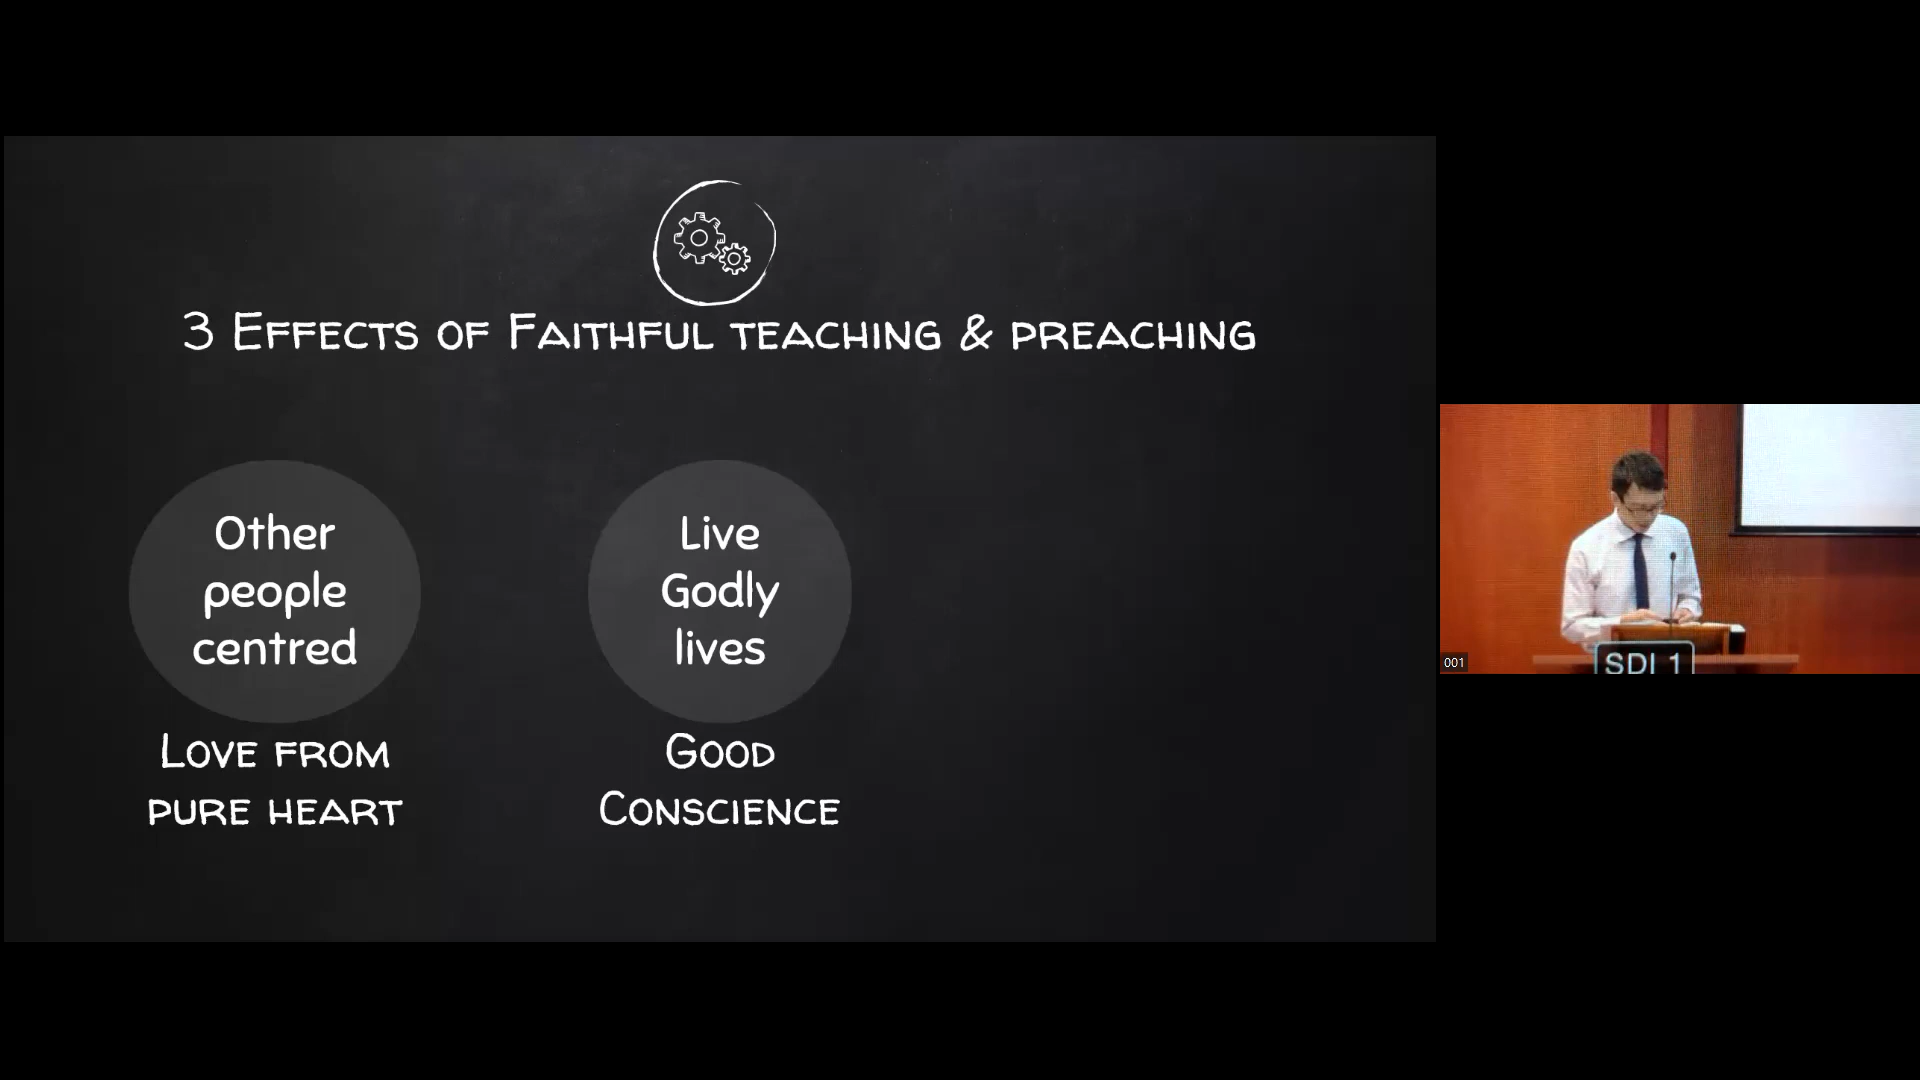 3 Effects of Faithful teaching & preaching
Other
people
centred
Live
Godly
lives
Love from
pure heart
Good
Conscience
001
SDL 1